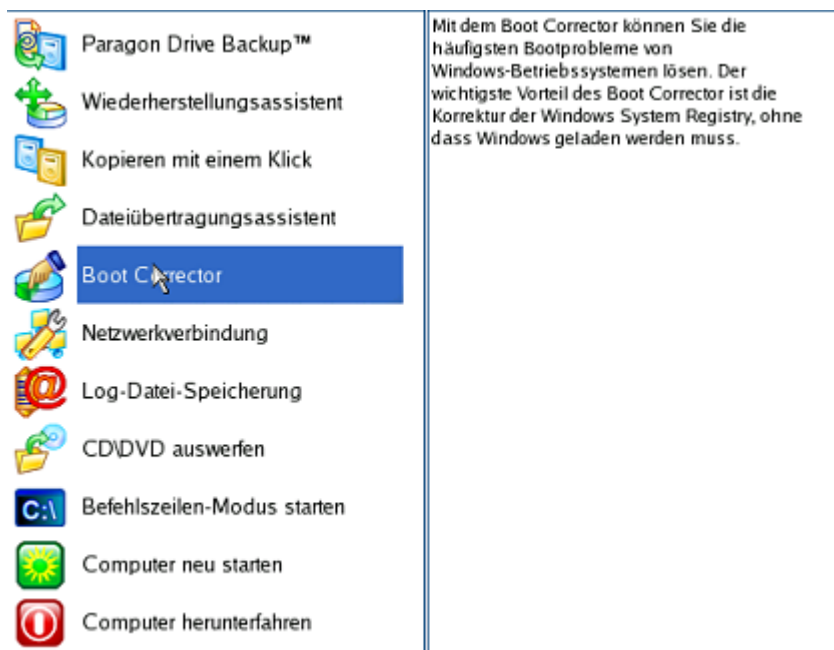 Paragon Drive Backup™
Wiederherstellungsassistent
Kopieren mit einem Klick
Dateiübertragungsassistent
Boot Corrector
Netzwerkverbindung
Log-Datei-Speicherung
CD\DVD auswerfen
C:\
Befehlszeilen-Modus starten
Computer neu starten
Computer herunterfahren
Mit dem Boot Corrector können Sie die
häufigsten Bootprobleme von
Windows-Betriebssystemen lösen. Der
wichtigste Vorteil des Boot Corrector ist die
Korrektur der Windows System Registry, ohne
dass Windows geladen werden muss.